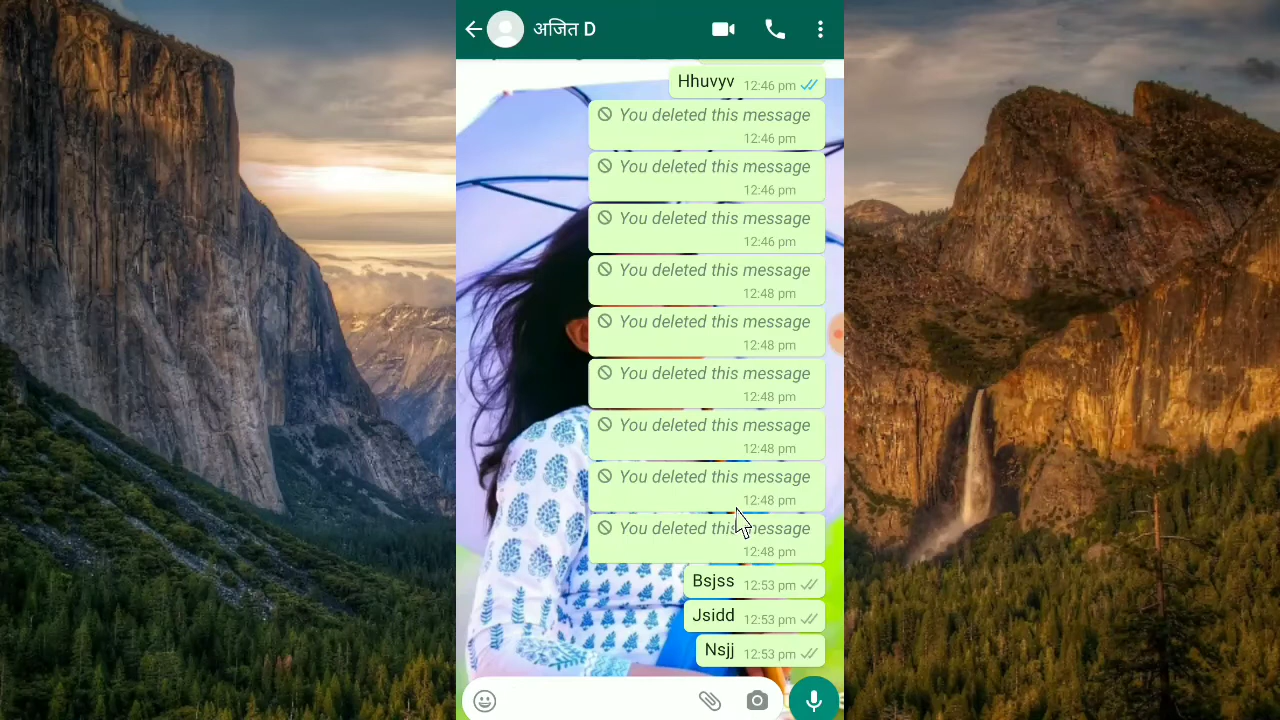 अजित D
Hhuvyv 12:46 pm
You deleted this message
12:46 pm
You deleted this message
12:46 pm
You deleted this message
12:46 pm
You deleted this message
12:48 pm
You deleted this message
12:48 pm
You deleted this message
12:48 pm
You deleted this message
12:48 pm
You deleted this message
12:48 pm
You deleted this message
12:48 pm
Bsjss 12:53 pm
Jsidd 12:53 pm
Nsjj 12:53 pm